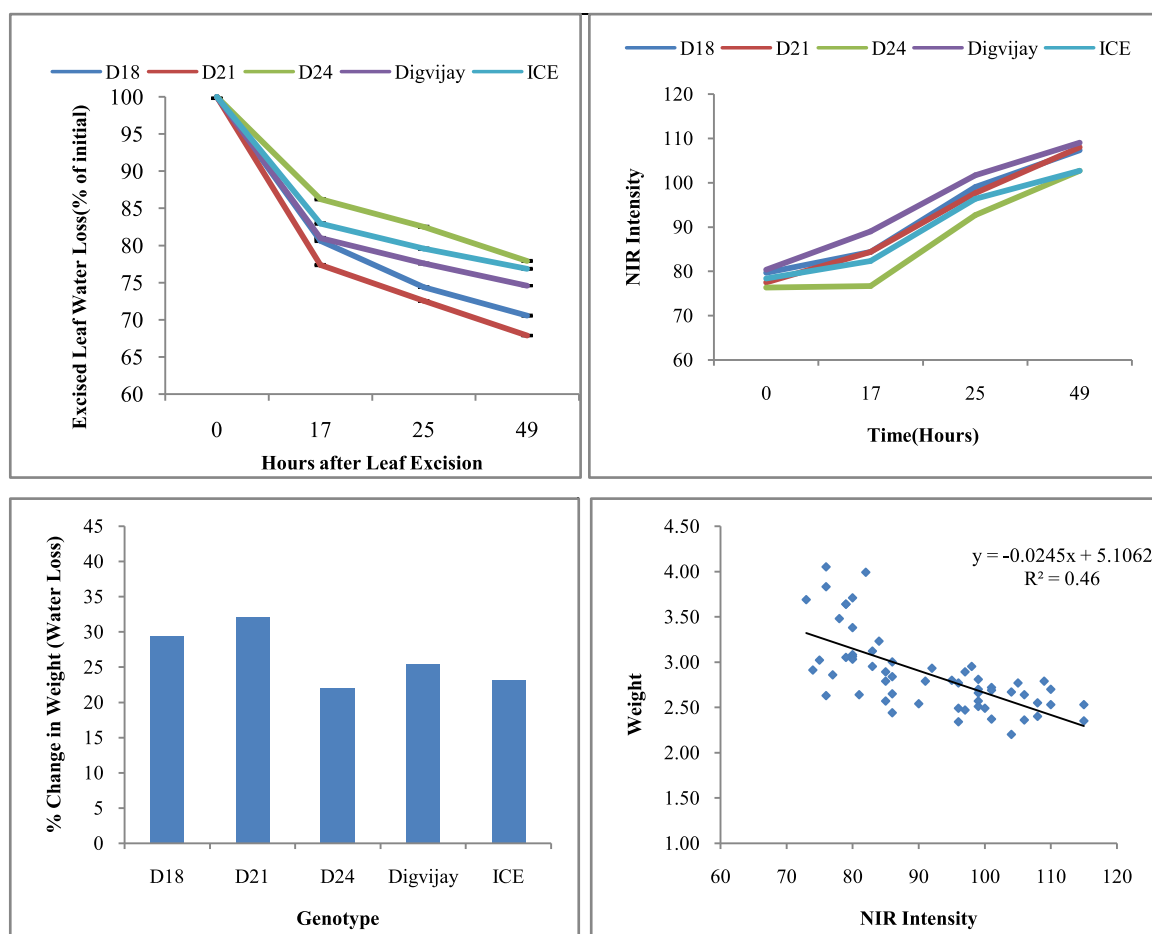 D18 D21 D24 Digvijay ICE
Excised Leaf Water Loss(% of initial)
100
95
90
85
80
75
70
65
60
0 17 25 49
Hours after Leaf Excision
D18 D21 D24 Digvijay ICE
NIR Intensity
120
110
100
90
80
70
60
0 17 25 49
Time(Hours)
% Change in Weight (Water Loss)
45
40
35
30
25
20
15
10
5
0
D18 D21 D24 Digvijay ICE
Genotype
Weight
4.50
4.00
3.50
3.00
2.50
2.00
1.50
1.00
y = -0.0245x + 5.1062
R² = 0.46
60 70 80 90 100 110 120
NIR Intensity